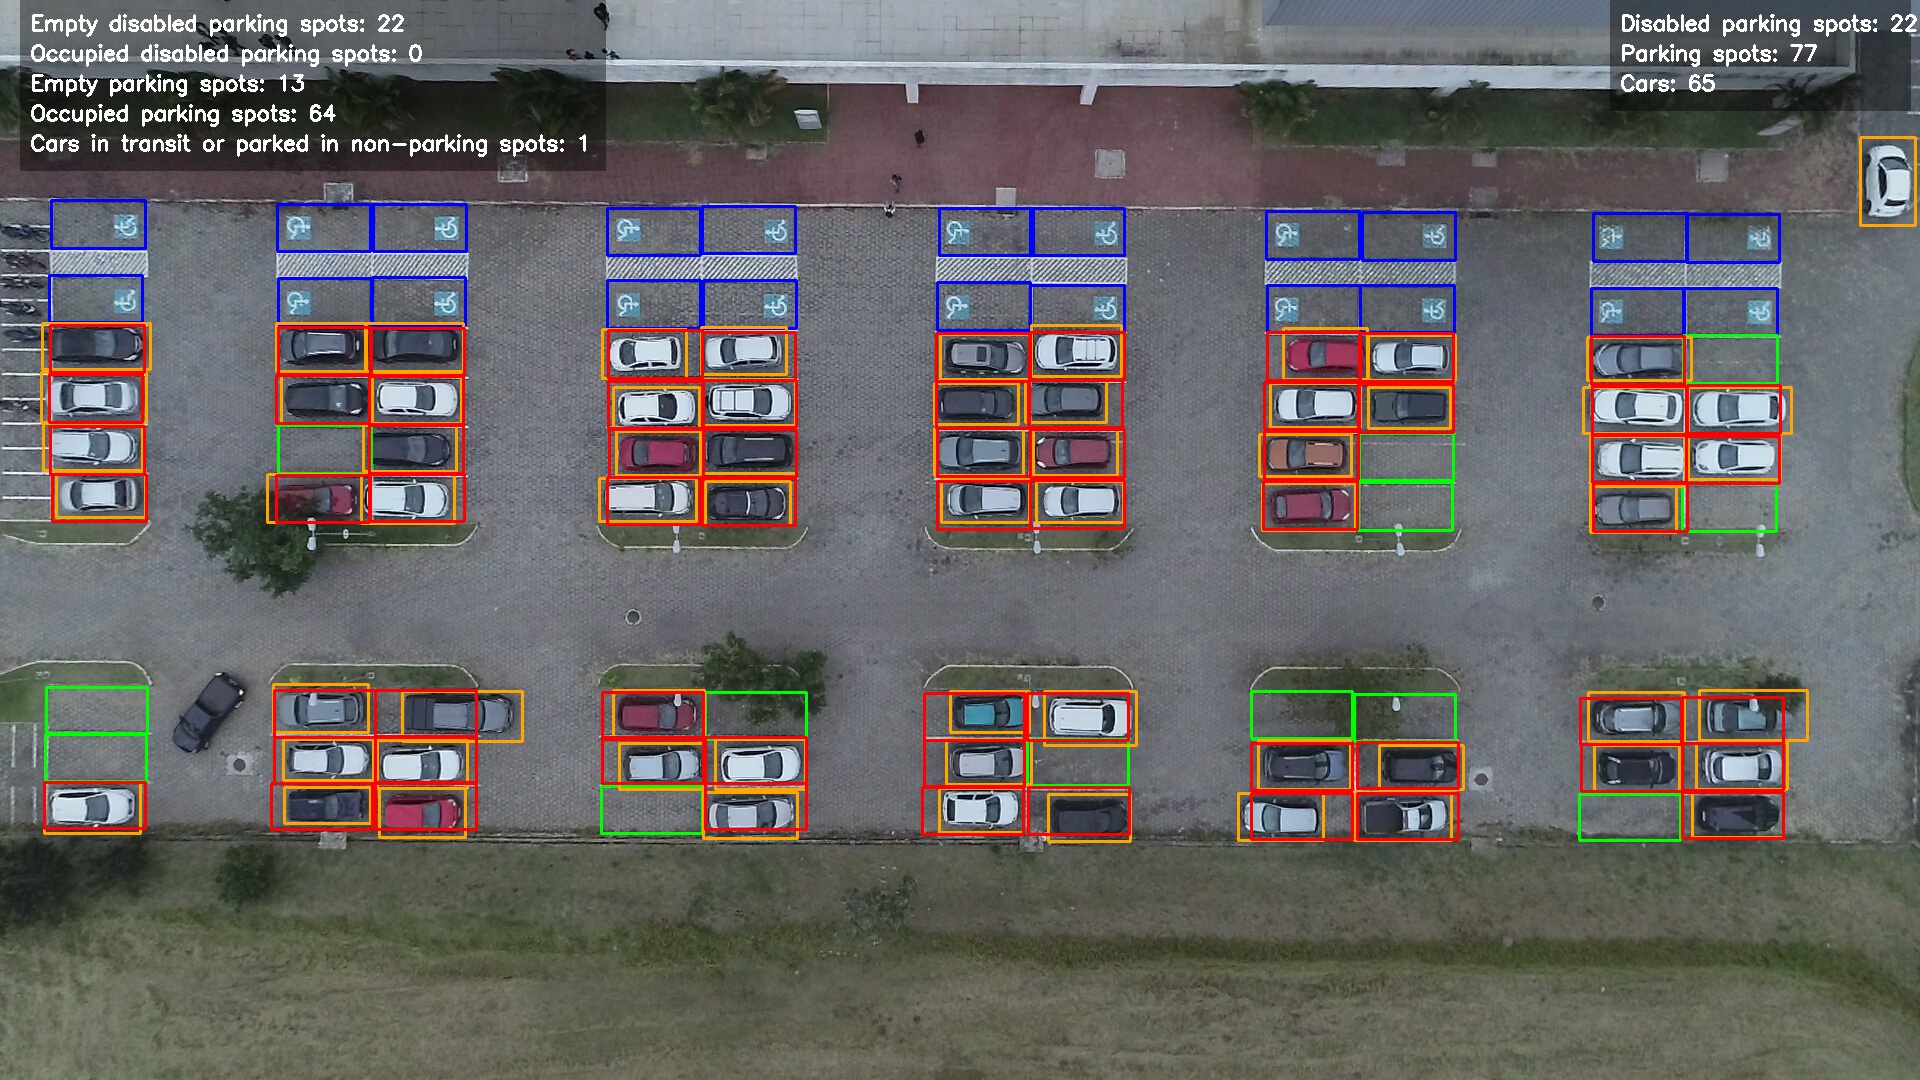 Empty disabled parking spots: 22
Occupied disabled parking spots: 0
Empty parking spots: 13
Occupied parking spots: 64
Cars in transit or parked in non-parking spots: 1
Disabled parking spots: 22
Parking spots: 77
Cars: 65